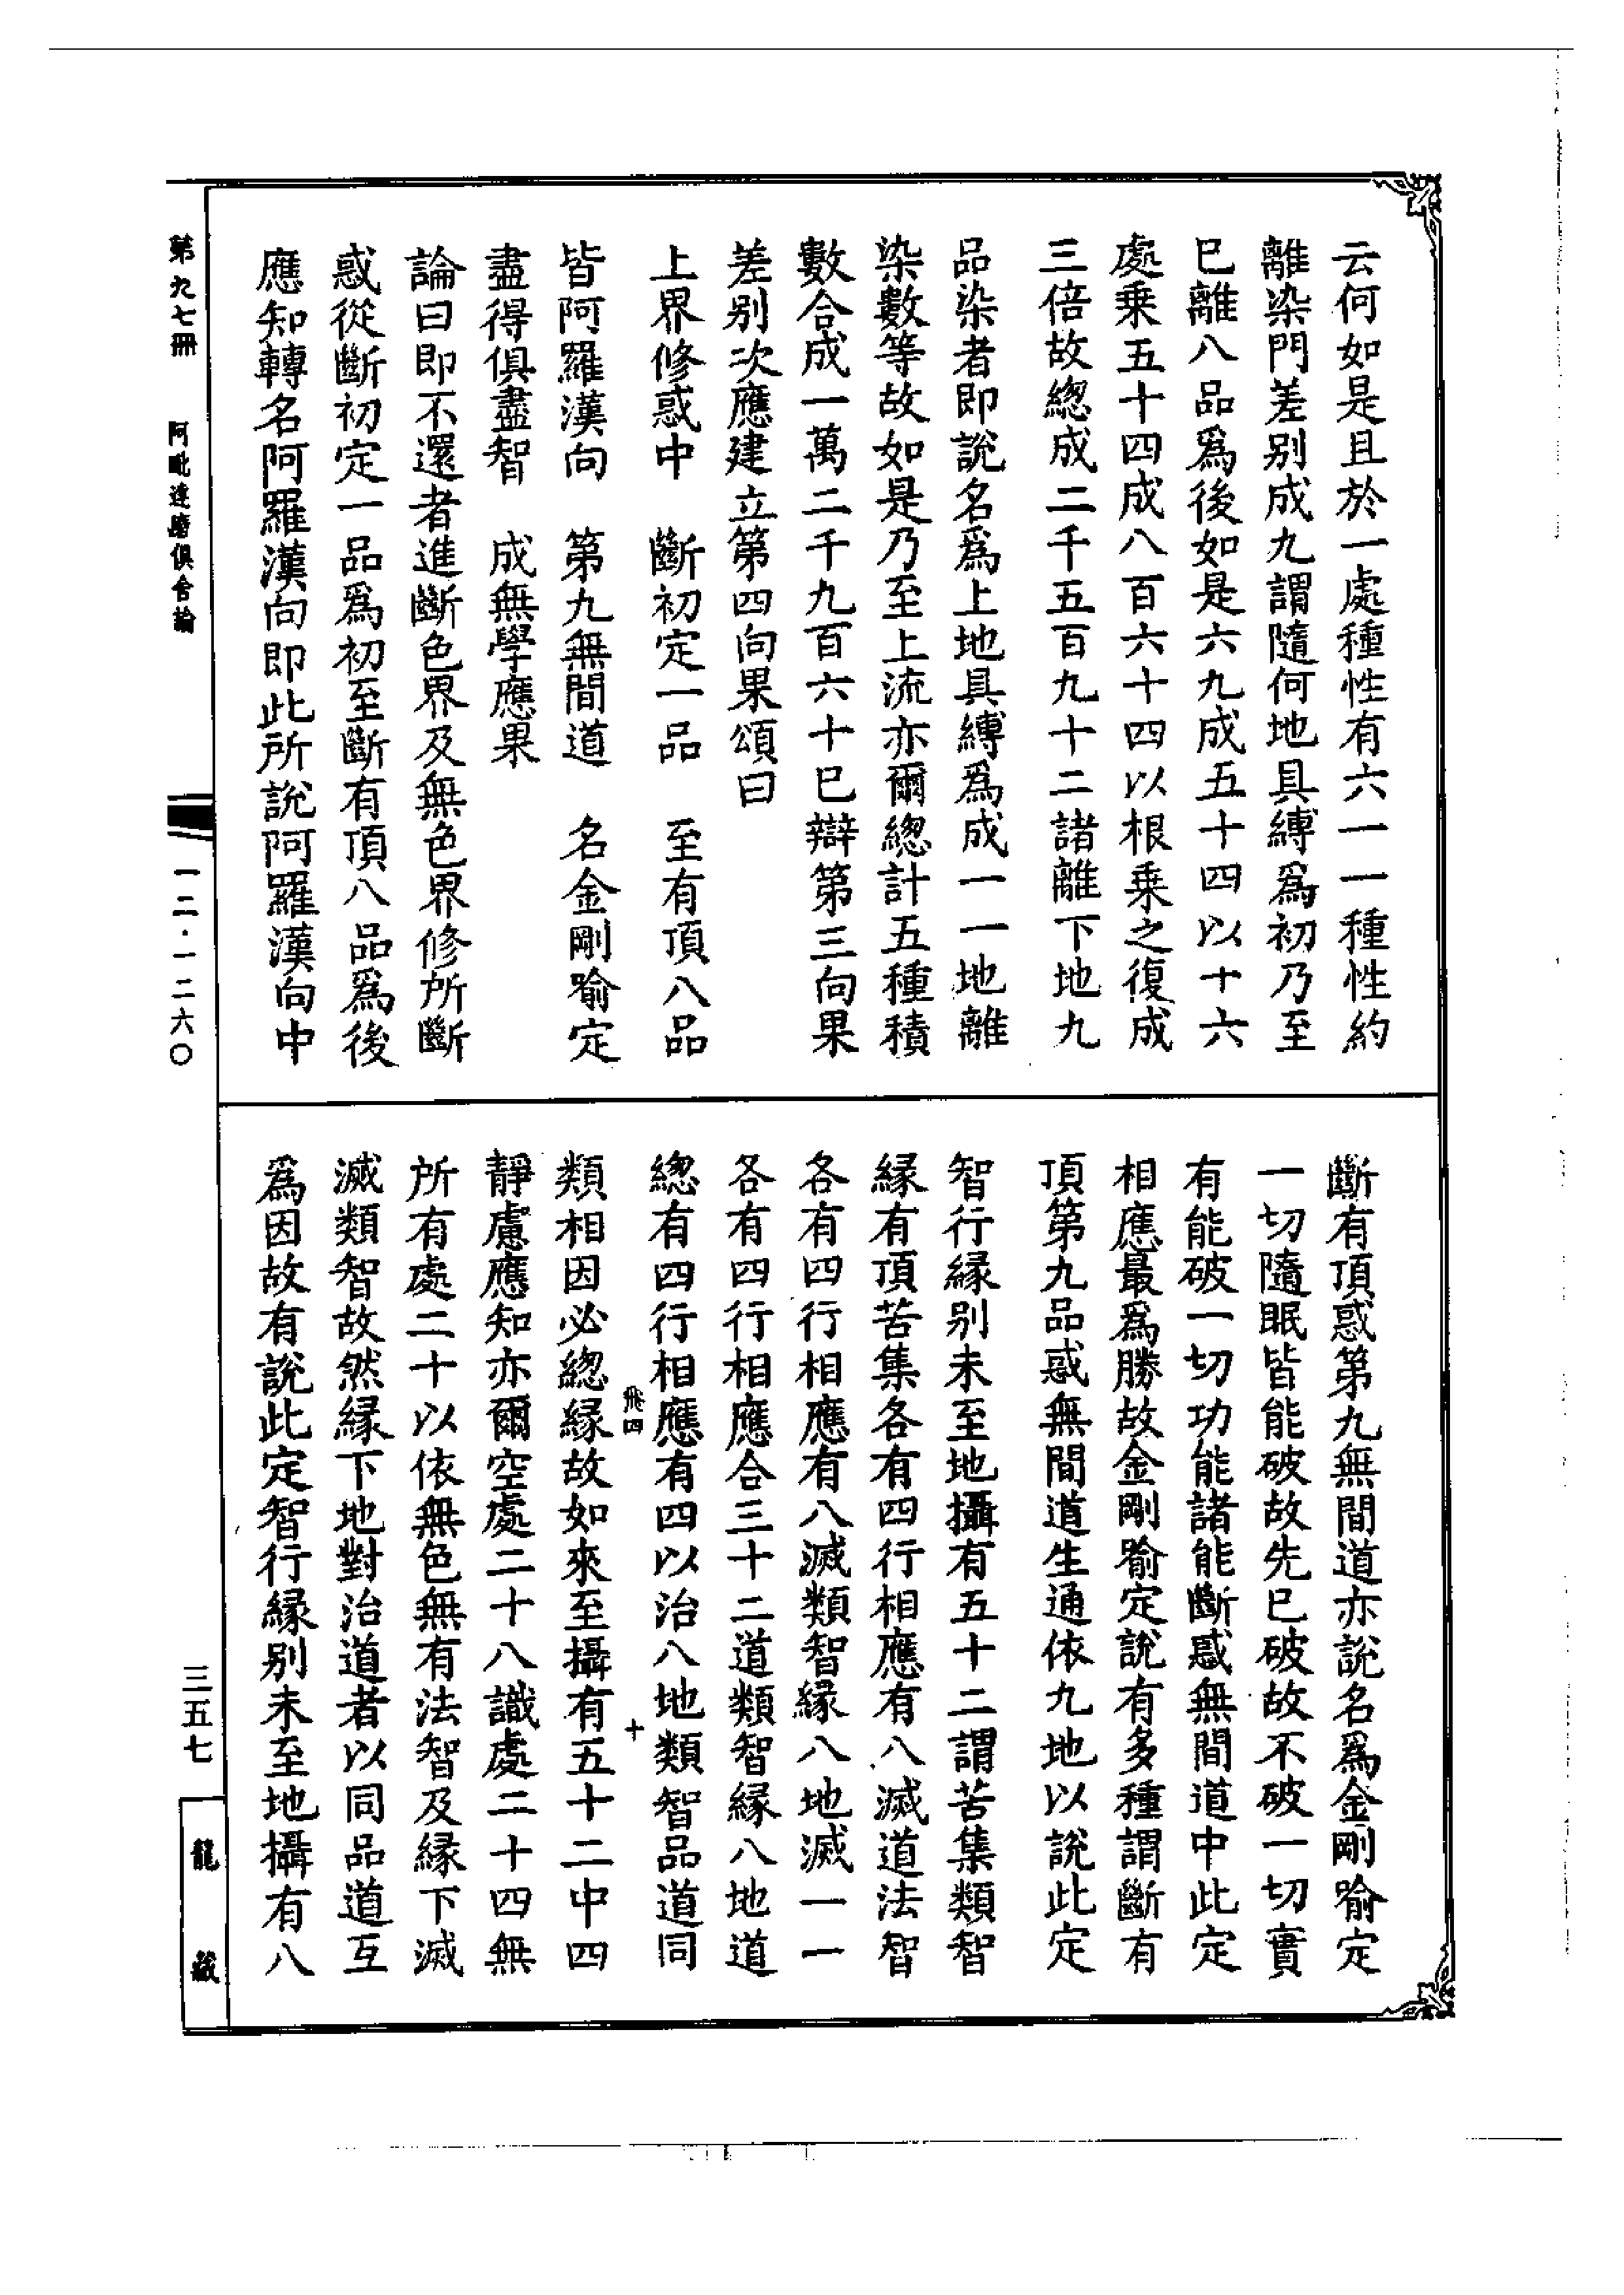 云何如是且於一處種性有六一一種性約
離染門差别成九謂隨何地具縛爲初乃至
已離八品爲後如是六九成五十四以十六
處乘五十四成八百六十四以根乘之復成
三倍故緫成二千五百九十二諸離下地九
品染者即說名爲上地具縛爲成一一地離
染數等故如是乃至上流亦爾緫計五種積
數合成一萬二千九百六十已辯第三向果
差别次應建立第四向果頌曰
上界修惑中　斷初定一品　至有頂八品
皆阿羅漢向　第九無間道　名金剛喻定
盡得俱盡智　成無學應果
論曰即不還者進斷色界及無色界修所斷
惑從斷初定一品爲初至斷有頂八品爲後
應知轉名阿羅漢向即此所說阿羅漢向中
斷有頂惑第九無間道亦説名爲金剛喻定
一切隨眠皆能破故先已破故不破一切實
有能破一切功能諸能斷惑無間道中此定
相應最爲勝故金剛喻定說有多種謂斷有
頂第九品惑無間道生通依九地以說此定
智行緣别未至地攝有五十二謂苦集類智
緣有頂苦集各有四行相應有八滅道法智
各有四行相應有八滅類智緣八地滅一一
各有四行相應合三十二道類智緣八地道
緫有四行相應有四以治八地類智品道同
飛四　十
類相因必緫緣故如來至攝有五十二中四
靜慮應知亦爾空處二十八識處二十四無
所有處二十以依無色無有法智及緣下滅
滅類智故然緣下地對治道者以同品道互
爲因故有說此定智行緣别未至地攝有八
第九七冊　阿毗達磨俱舍論
一二·一二六〇
三五七
龍藏